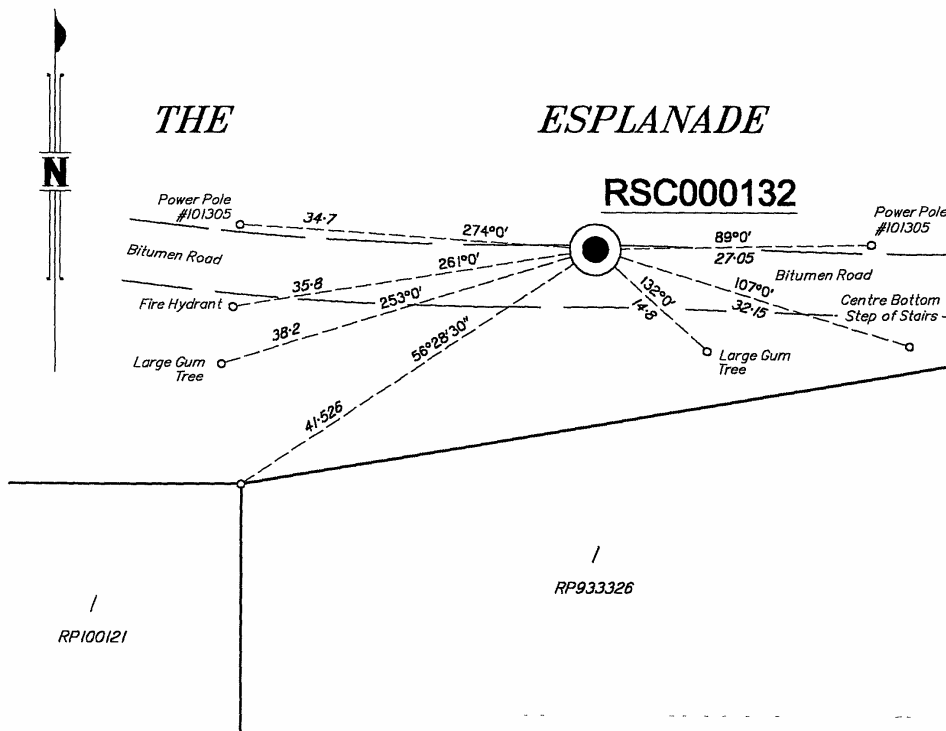 THE ESPLANADE
N
RSC000132
Power Pole
#101305
34·7
274°0'
89°0'
27·05
Power Pole
#101305
Bitumen Road
261°0'
35·8
Fire Hydrant
253°0'
38·2
Large Gum
Tree
56°28'30"
41·526
132°0'
14·8
Large Gum
Tree
107°0'
32·15
Bitumen Road
Centre Bottom
Step of Stairs
1
RP100121
1
RP933326